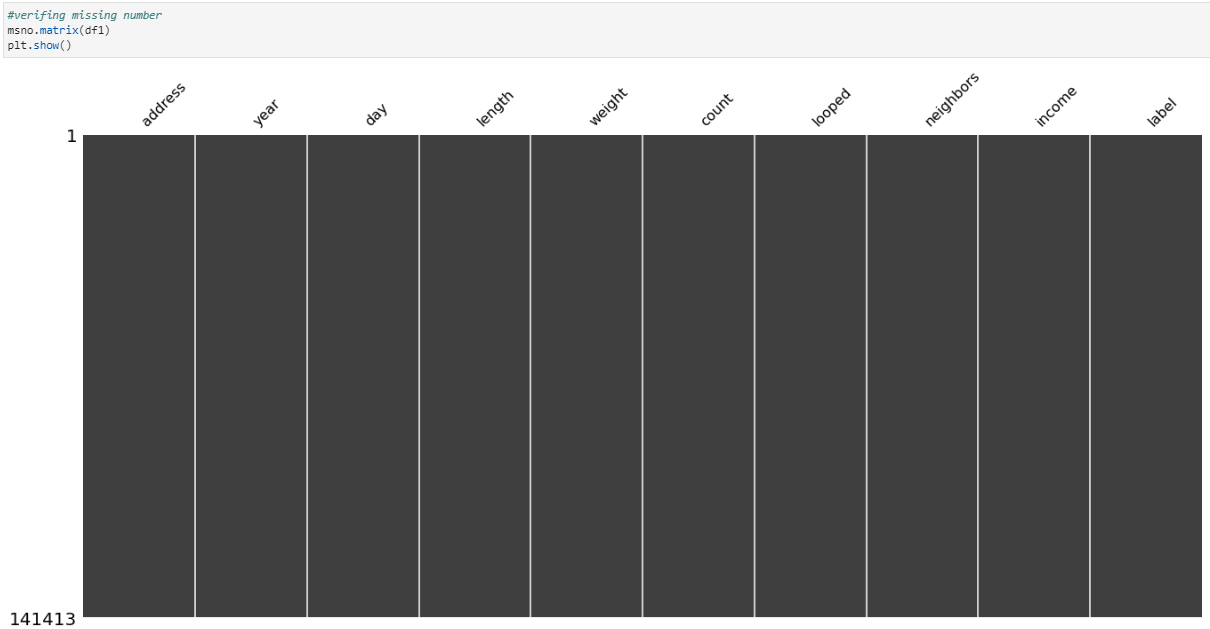 #verifing missing number
msno.matrix(df1)
plt.show()
address year day length weight count looped neighbors income label
1
141413